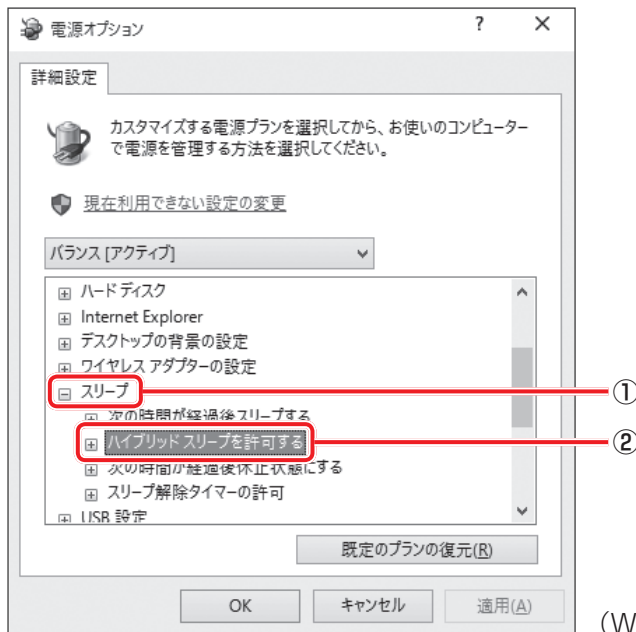 電源オプション ? ×
詳細設定
カスタマイズする電源プランを選択してから、お使いのコンピューター
で電源を管理する方法を選択してください。
現在利用できない設定の変更
バランス [アクティブ]
ハード ディスク
Internet Explorer
デスクトップの背景の設定
ワイヤレス アダプターの設定
スリープ ①
次の時間が経過後スリープする
ハイブリッド スリープを許可する ②
次の時間が経過後休止状態にする
スリープ解除タイマーの許可
USB 設定
既定のプランの復元(R)
OK キャンセル 適用(A)
(W